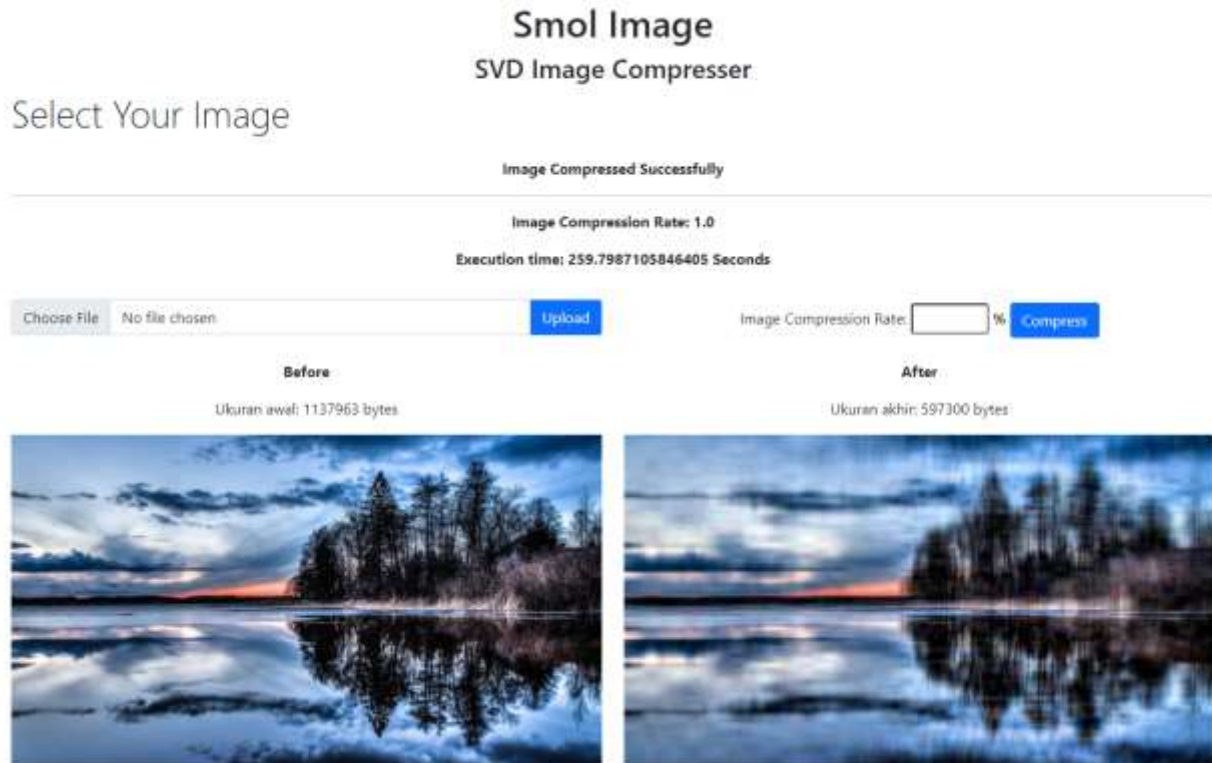 Smol Image
SVD Image Compresser
Select Your Image
Image Compressed Successfully
Image Compression Rate: 1.0
Execution time: 259.7987105846405 Seconds
Choose File No file chosen Upload
Image Compression Rate: % Compress
Before
After
Ukuran awal: 1137963 bytes
Ukuran akhir: 597300 bytes